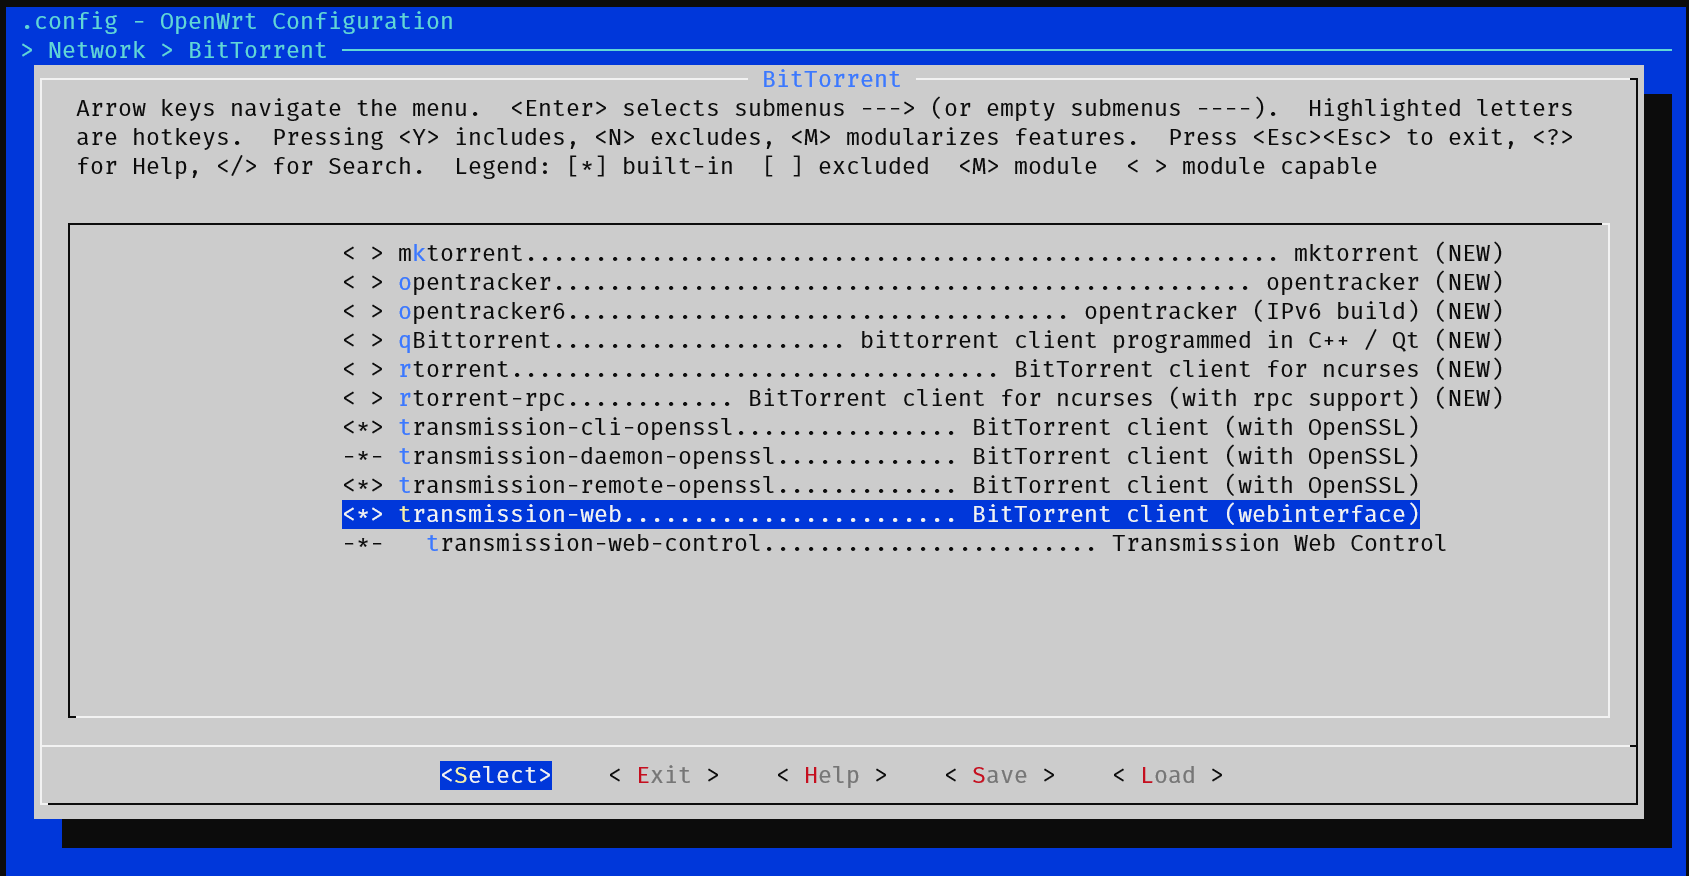 .config - OpenWrt Configuration
> Network > BitTorrent
BitTorrent
Arrow keys navigate the menu.  <Enter> selects submenus ---> (or empty submenus ----).  Highlighted letters
are hotkeys.  Pressing <Y> includes, <N> excludes, <M> modularizes features.  Press <Esc><Esc> to exit, <?>
for Help, </> for Search.  Legend: [*] built-in  [ ] excluded  <M> module  < > module capable
< > mktorrent...................................................... mktorrent (NEW)
< > opentracker.................................................. opentracker (NEW)
< > opentracker6.................................... opentracker (IPv6 build) (NEW)
< > qBittorrent..................... bittorrent client programmed in C++ / Qt (NEW)
< > rtorrent................................... BitTorrent client for ncurses (NEW)
< > rtorrent-rpc............ BitTorrent client for ncurses (with rpc support) (NEW)
<*> transmission-cli-openssl................ BitTorrent client (with OpenSSL)
-*- transmission-daemon-openssl............. BitTorrent client (with OpenSSL)
<*> transmission-remote-openssl............. BitTorrent client (with OpenSSL)
<*> transmission-web........................ BitTorrent client (webinterface)
-*-   transmission-web-control........................ Transmission Web Control
<Select>    < Exit >    < Help >    < Save >    < Load >